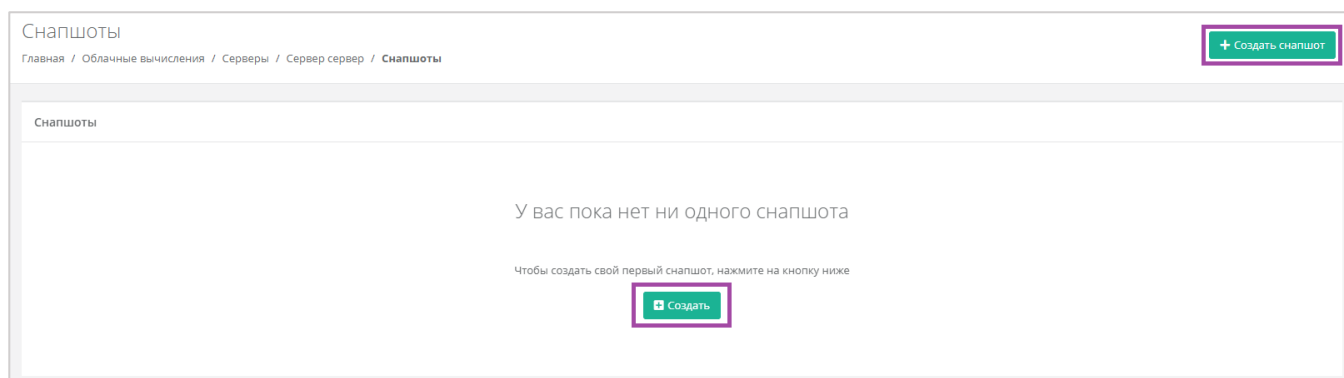 Снапшоты
Создать снапшот
Главная / Облачные вычисления / Серверы / Сервер сервер / Снапшоты
Снапшоты
У вас пока нет ни одного снапшота
Чтобы создать свой первый снапшот, нажмите на кнопку ниже
Создать